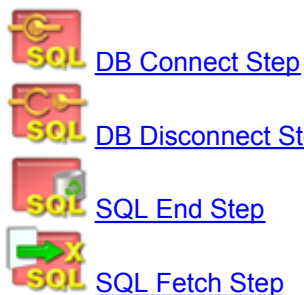 SQL DB Connect Step
SQL DB Disconnect St
SQL SQL End Step
X
SQL SQL Fetch Step